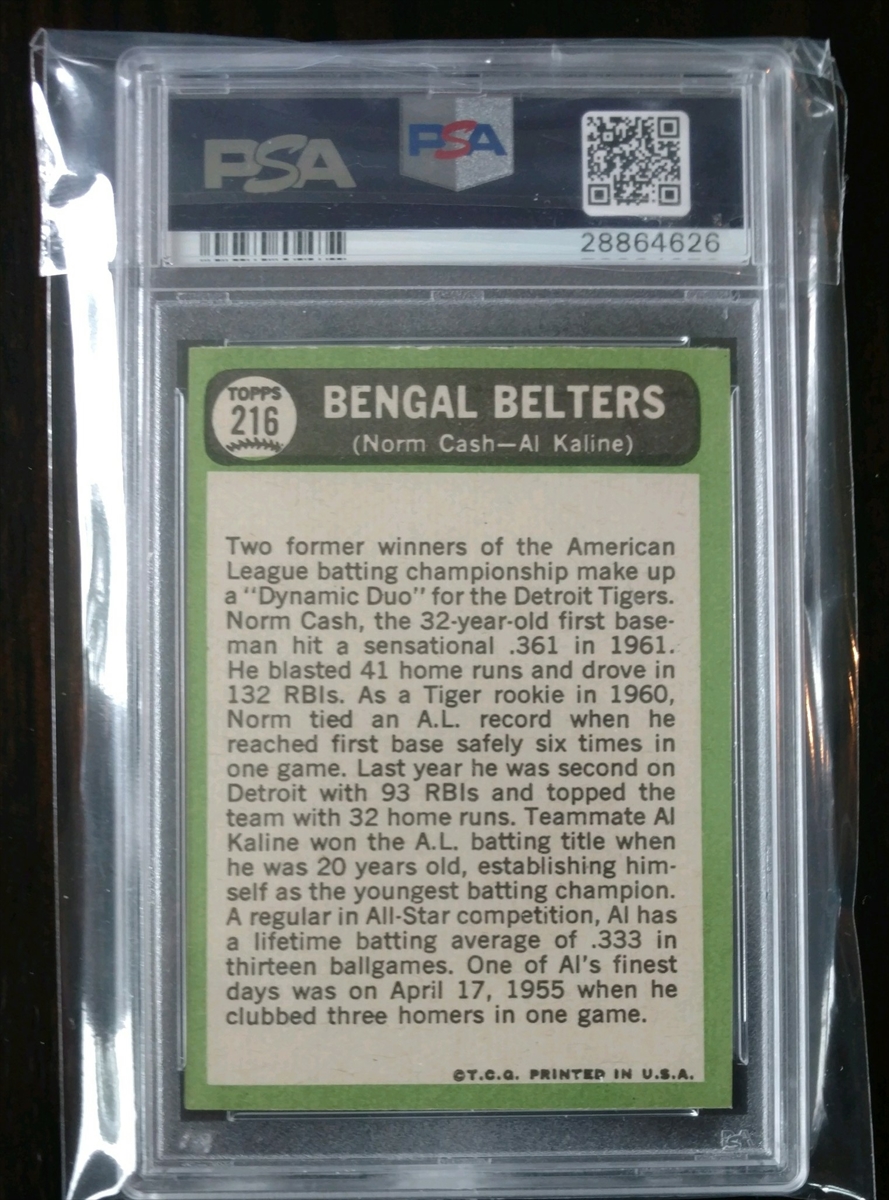 PSA PSA
28864626
TOPPS
216
BENGAL BELTERS
(Norm Cash—Al Kaline)
Two former winners of the American
League batting championship make up
a "Dynamic Duo" for the Detroit Tigers.
Norm Cash, the 32-year-old first base-
man hit a sensational .361 in 1961.
He blasted 41 home runs and drove in
132 RBIs. As a Tiger rookie in 1960,
Norm tied an A.L. record when he
reached first base safely six times in
one game. Last year he was second on
Detroit with 93 RBIs and topped the
team with 32 home runs. Teammate Al
Kaline won the A.L. batting title when
he was 20 years old, establishing him-
self as the youngest batting champion.
A regular in All-Star competition, Al has
a lifetime batting average of .333 in
thirteen ballgames. One of Al's finest
days was on April 17, 1955 when he
clubbed three homers in one game.
©T.C.G. PRINTED IN U.S.A.